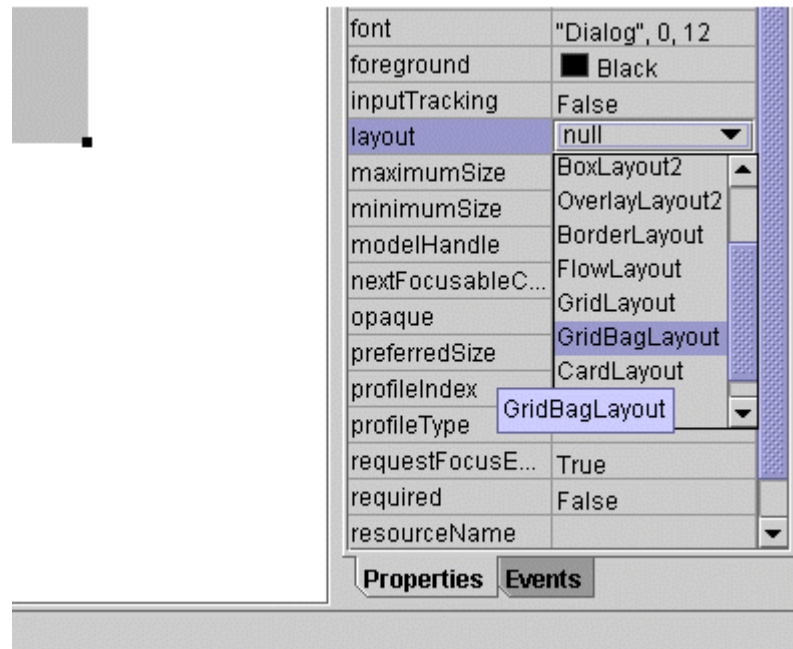 font "Dialog", 0, 12
foreground Black
inputTracking False
layout null
maximumSize BoxLayout2
minimumSize OverlayLayout2
modelHandle BorderLayout
nextFocusableC... FlowLayout
opaque GridLayout
preferredSize GridBagLayout
profileIndex CardLayout
profileType GridBagLayout
requestFocusE... True
required False
resourceName
Properties Events